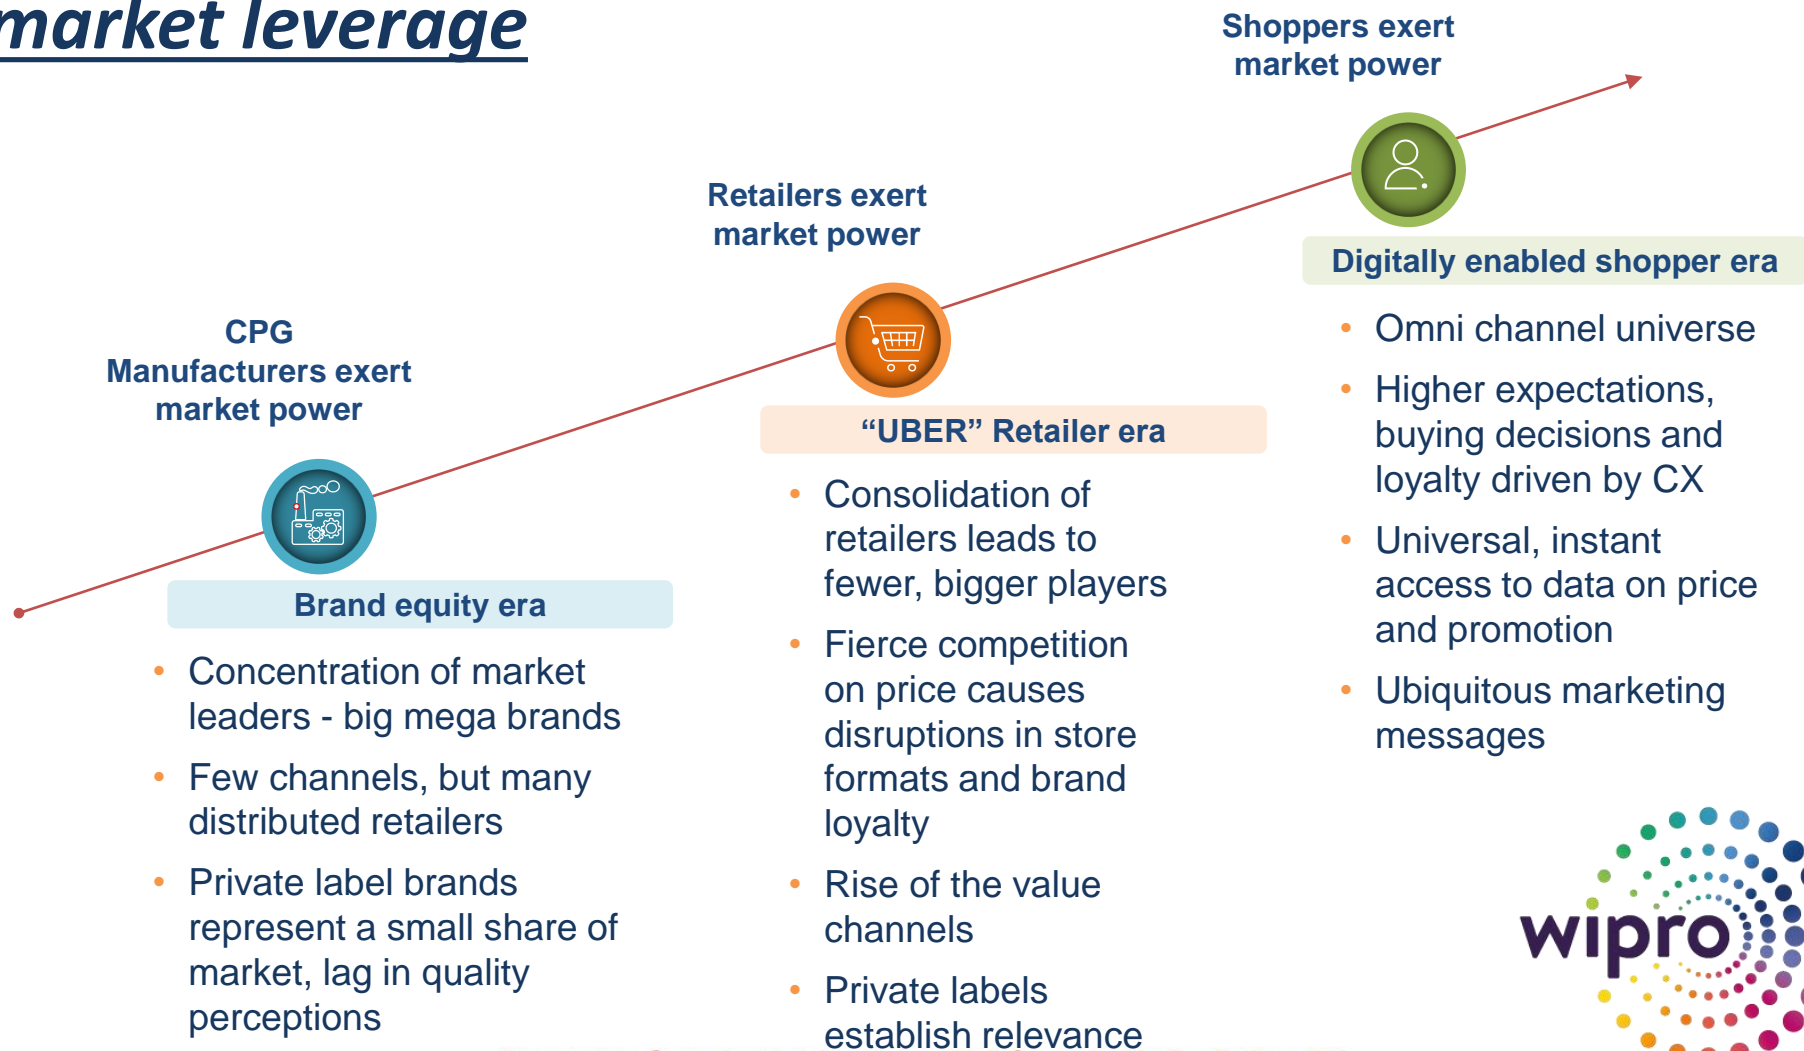 market leverage
Shoppers exert
market power
Retailers exert
market power
CPG
Manufacturers exert
market power
Digitally enabled shopper era
• Omni channel universe
• Higher expectations,
buying decisions and
loyalty driven by CX
• Universal, instant
access to data on price
and promotion
• Ubiquitous marketing
messages
“UBER” Retailer era
• Consolidation of
retailers leads to
fewer, bigger players
• Fierce competition
on price causes
disruptions in store
formats and brand
loyalty
• Rise of the value
channels
• Private labels
establish relevance
Brand equity era
• Concentration of market
leaders - big mega brands
• Few channels, but many
distributed retailers
• Private label brands
represent a small share of
market, lag in quality
perceptions
wipro